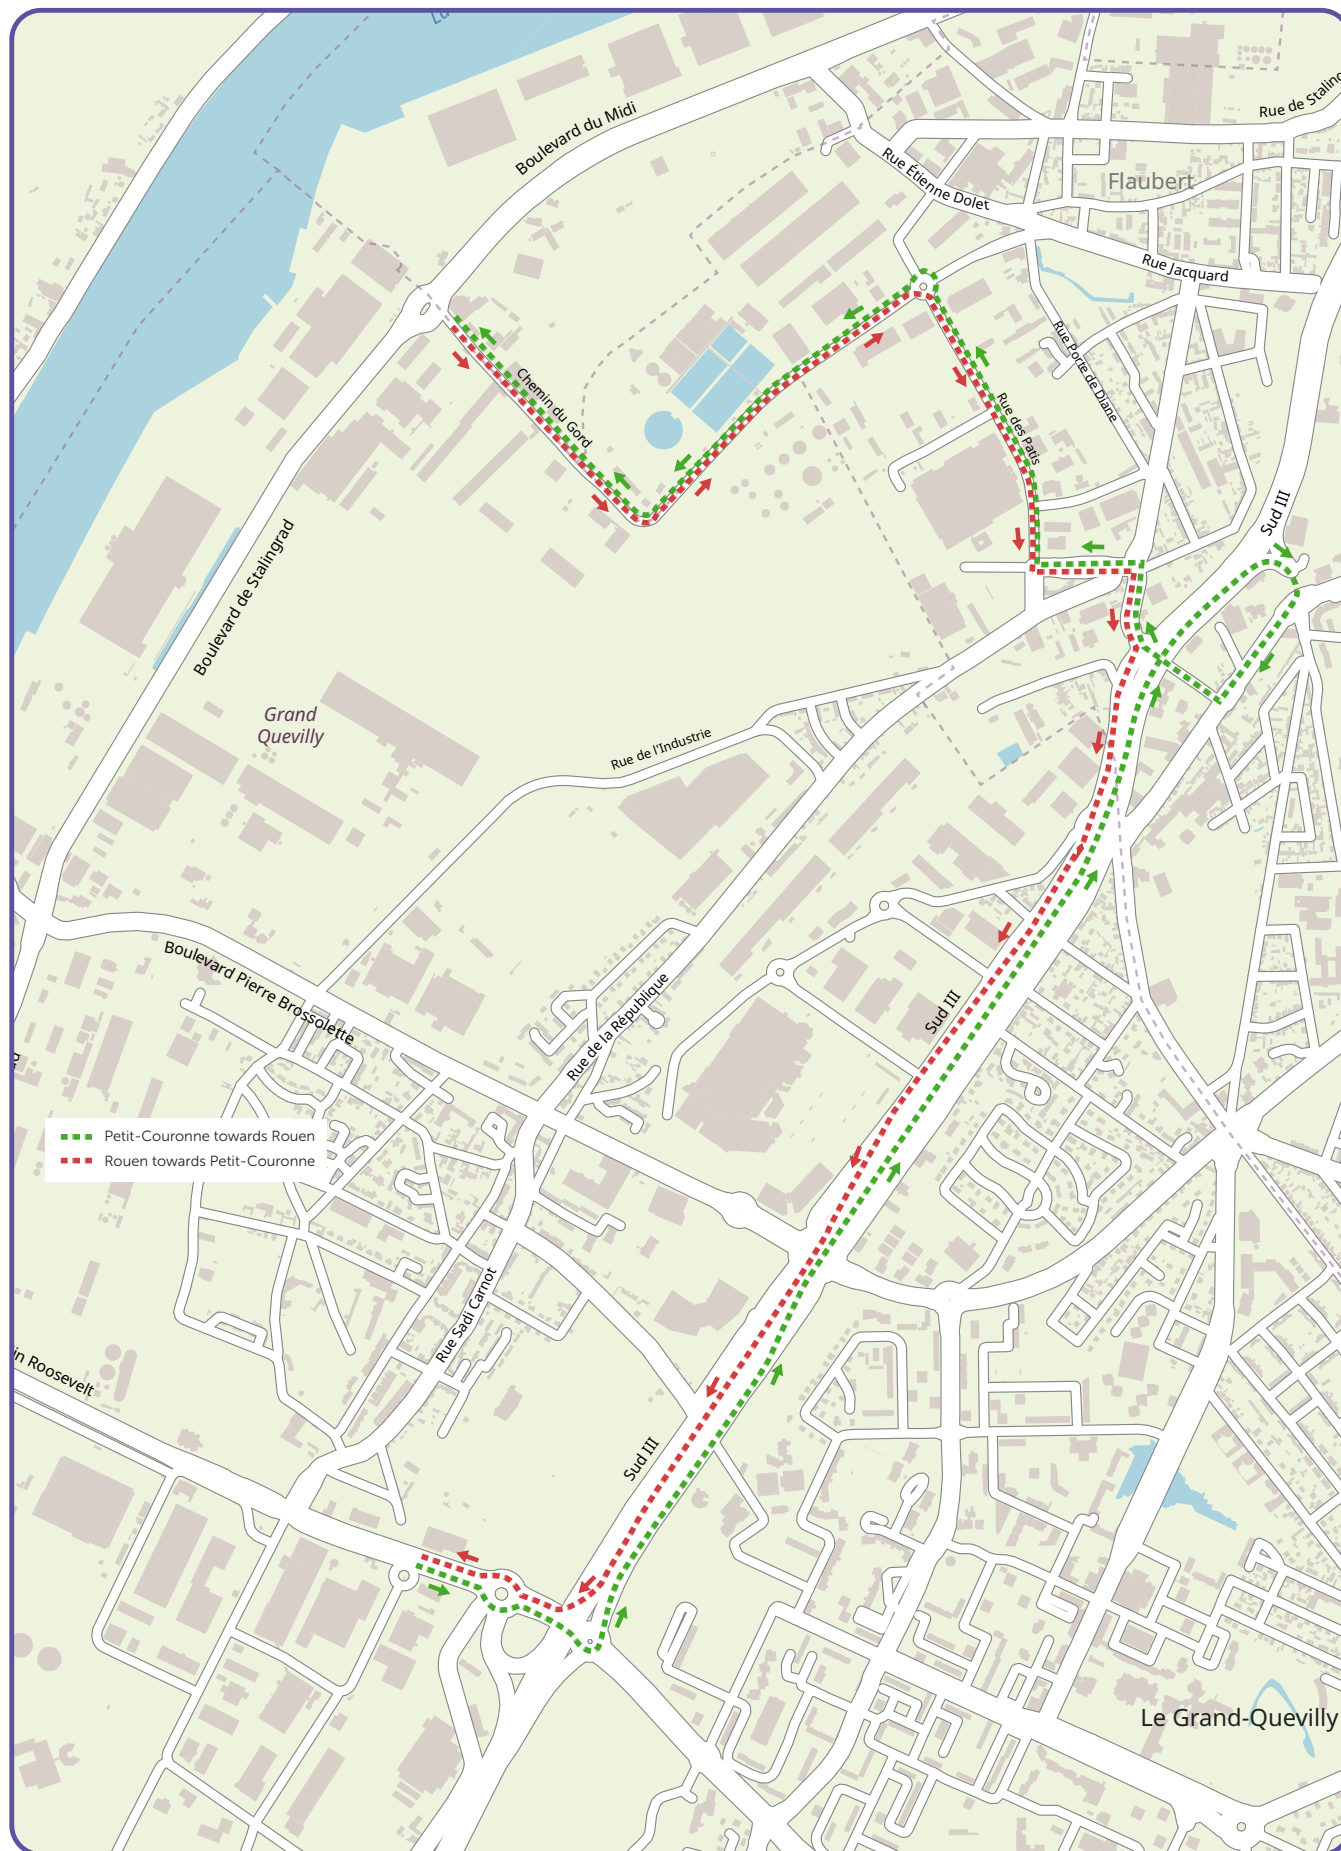 Boulevard du Midi
Rue de Stalin
Flaubert
Rue Étienne Dolet
Rue Jacquard
Rue Porte de Diane
Chemin du Gord
Rue des Patis
Sud III
Boulevard de Stalingrad
Grand
Quevilly
Rue de l'Industrie
Boulevard Pierre Brossolette
Rue de la République
Sud III
Petit-Couronne towards Rouen
Rouen towards Petit-Couronne
Rue Sadi Carnot
in Roosevelt
Sud III
Le Grand-Quevilly